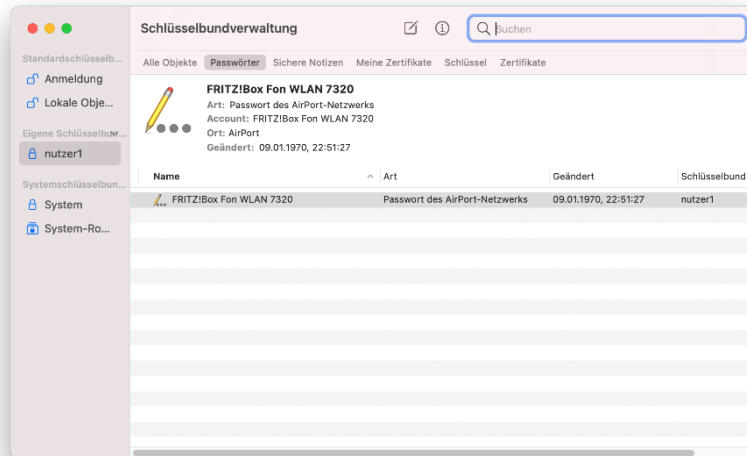 Schlüsselbundverwaltung
Suchen
Standardschlüsselb...
Anmeldung
Lokale Obje...
Eigene Schlüsselbun...
nutzer1
Systemschlüsselbun...
System
System-Ro...
Alle Objekte Passwörter Sichere Notizen Meine Zertifikate Schlüssel Zertifikate
FRITZ!Box Fon WLAN 7320
Art: Passwort des AirPort-Netzwerks
Account: FRITZ!Box Fon WLAN 7320
Ort: AirPort
Geändert: 09.01.1970, 22:51:27
Name Art Geändert Schlüsselbund
FRITZ!Box Fon WLAN 7320 Passwort des AirPort-Netzwerks 09.01.1970, 22:51:27 nutzer1